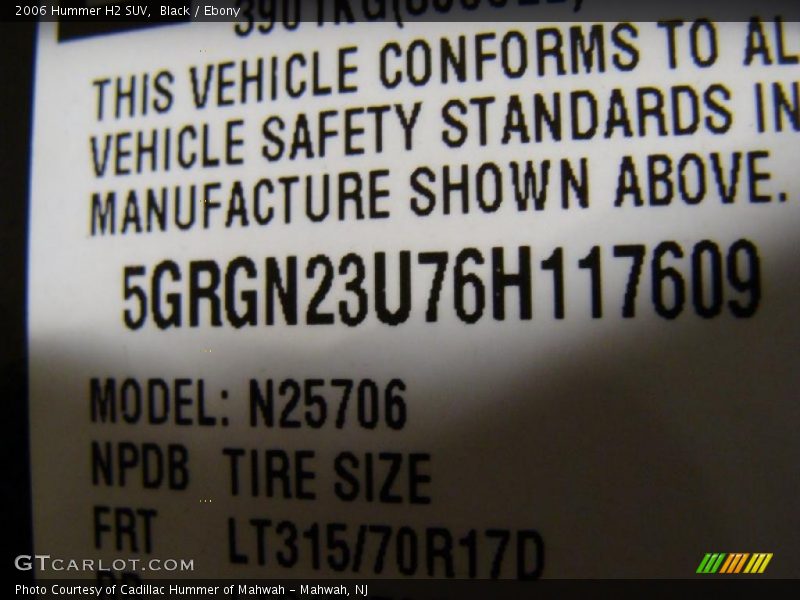 2006 Hummer H2 SUV,  Black / Ebony
THIS VEHICLE CONFORMS TO AL
VEHICLE SAFETY STANDARDS IN
MANUFACTURE SHOWN ABOVE.
5GRGN23U76H117609
MODEL: N25706
NPDB TIRE SIZE
FRT LT315/70R17D
GTCARLOT.COM
Photo Courtesy of Cadillac Hummer of Mahwah – Mahwah, NJ